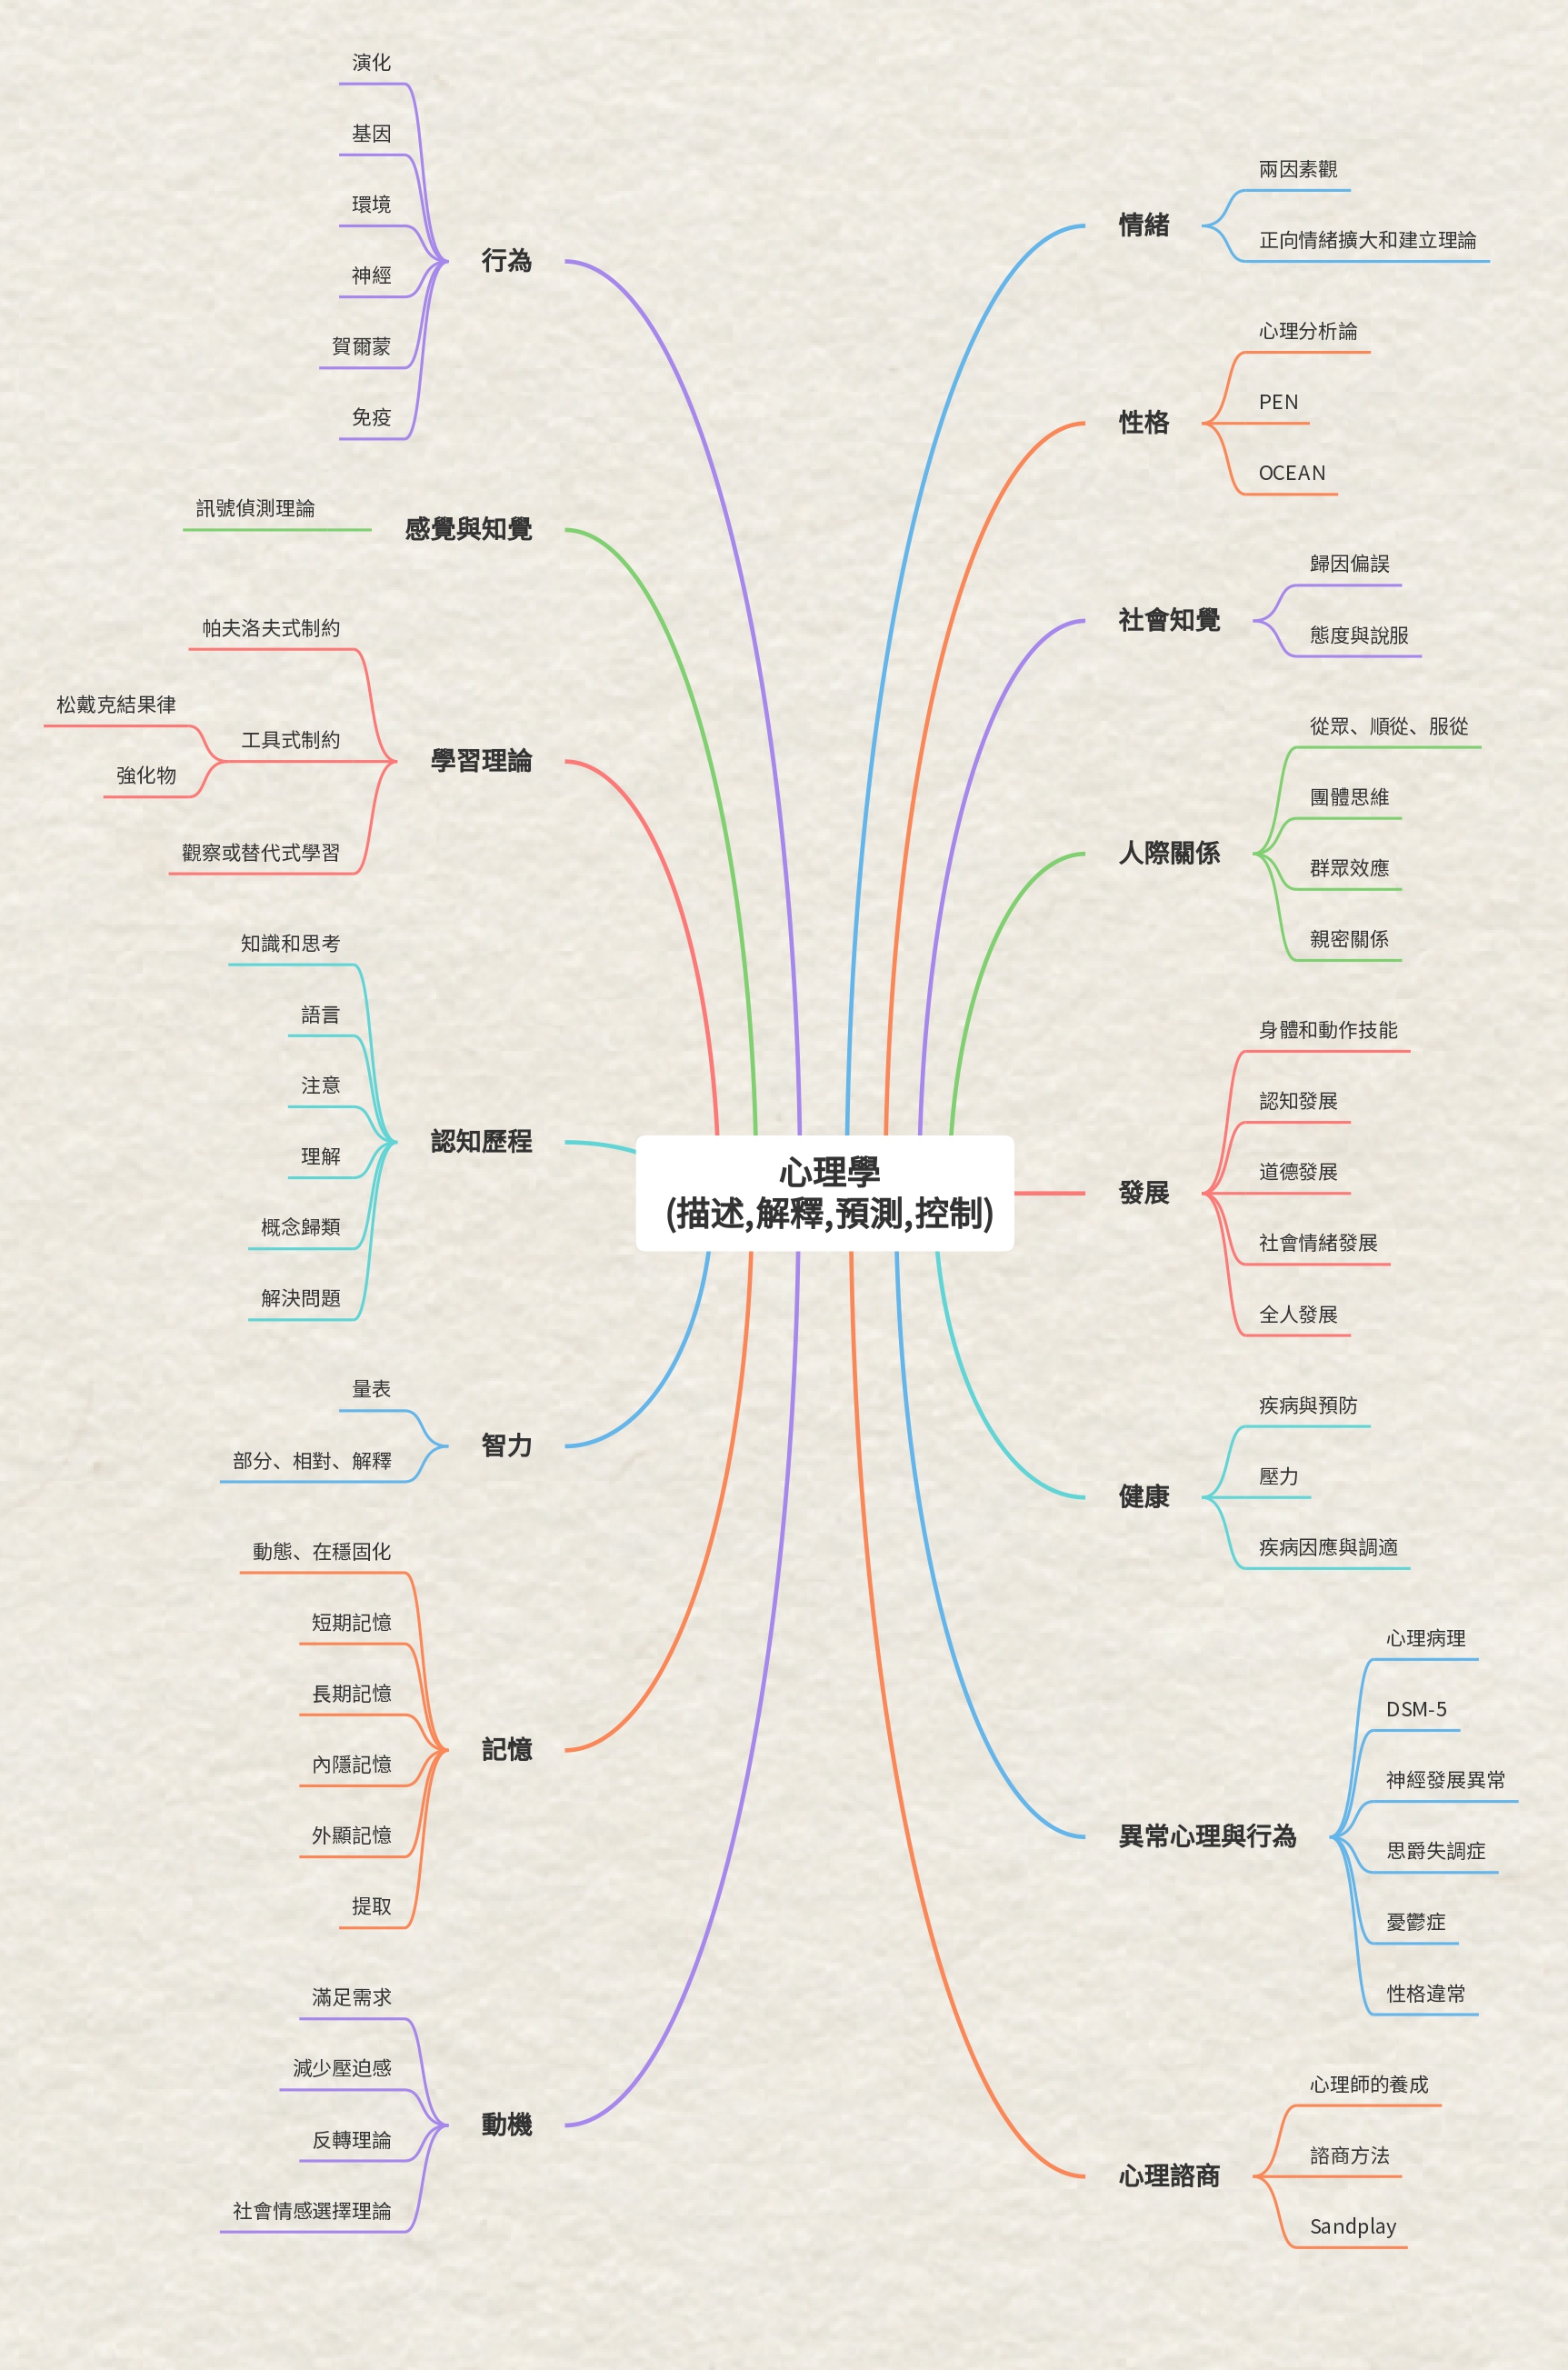 心理學
(描述,解釋,預測,控制)
行為
演化
基因
環境
神經
賀爾蒙
免疫
感覺與知覺
訊號偵測理論
學習理論
帕夫洛夫式制約
工具式制約
松戴克結果律
強化物
觀察或替代式學習
認知歷程
知識和思考
語言
注意
理解
概念歸類
解決問題
智力
量表
部分、相對、解釋
記憶
動態、在穩固化
短期記憶
長期記憶
內隱記憶
外顯記憶
提取
動機
滿足需求
減少壓迫感
反轉理論
社會情感選擇理論
情緒
兩因素觀
正向情緒擴大和建立理論
性格
心理分析論
PEN
OCEAN
社會知覺
歸因偏誤
態度與說服
人際關係
從眾、順從、服從
團體思維
群眾效應
親密關係
發展
身體和動作技能
認知發展
道德發展
社會情緒發展
全人發展
健康
疾病與預防
壓力
疾病因應與調適
異常心理與行為
心理病理
DSM-5
神經發展異常
思爵失調症
憂鬱症
性格違常
心理諮商
心理師的養成
諮商方法
Sandplay